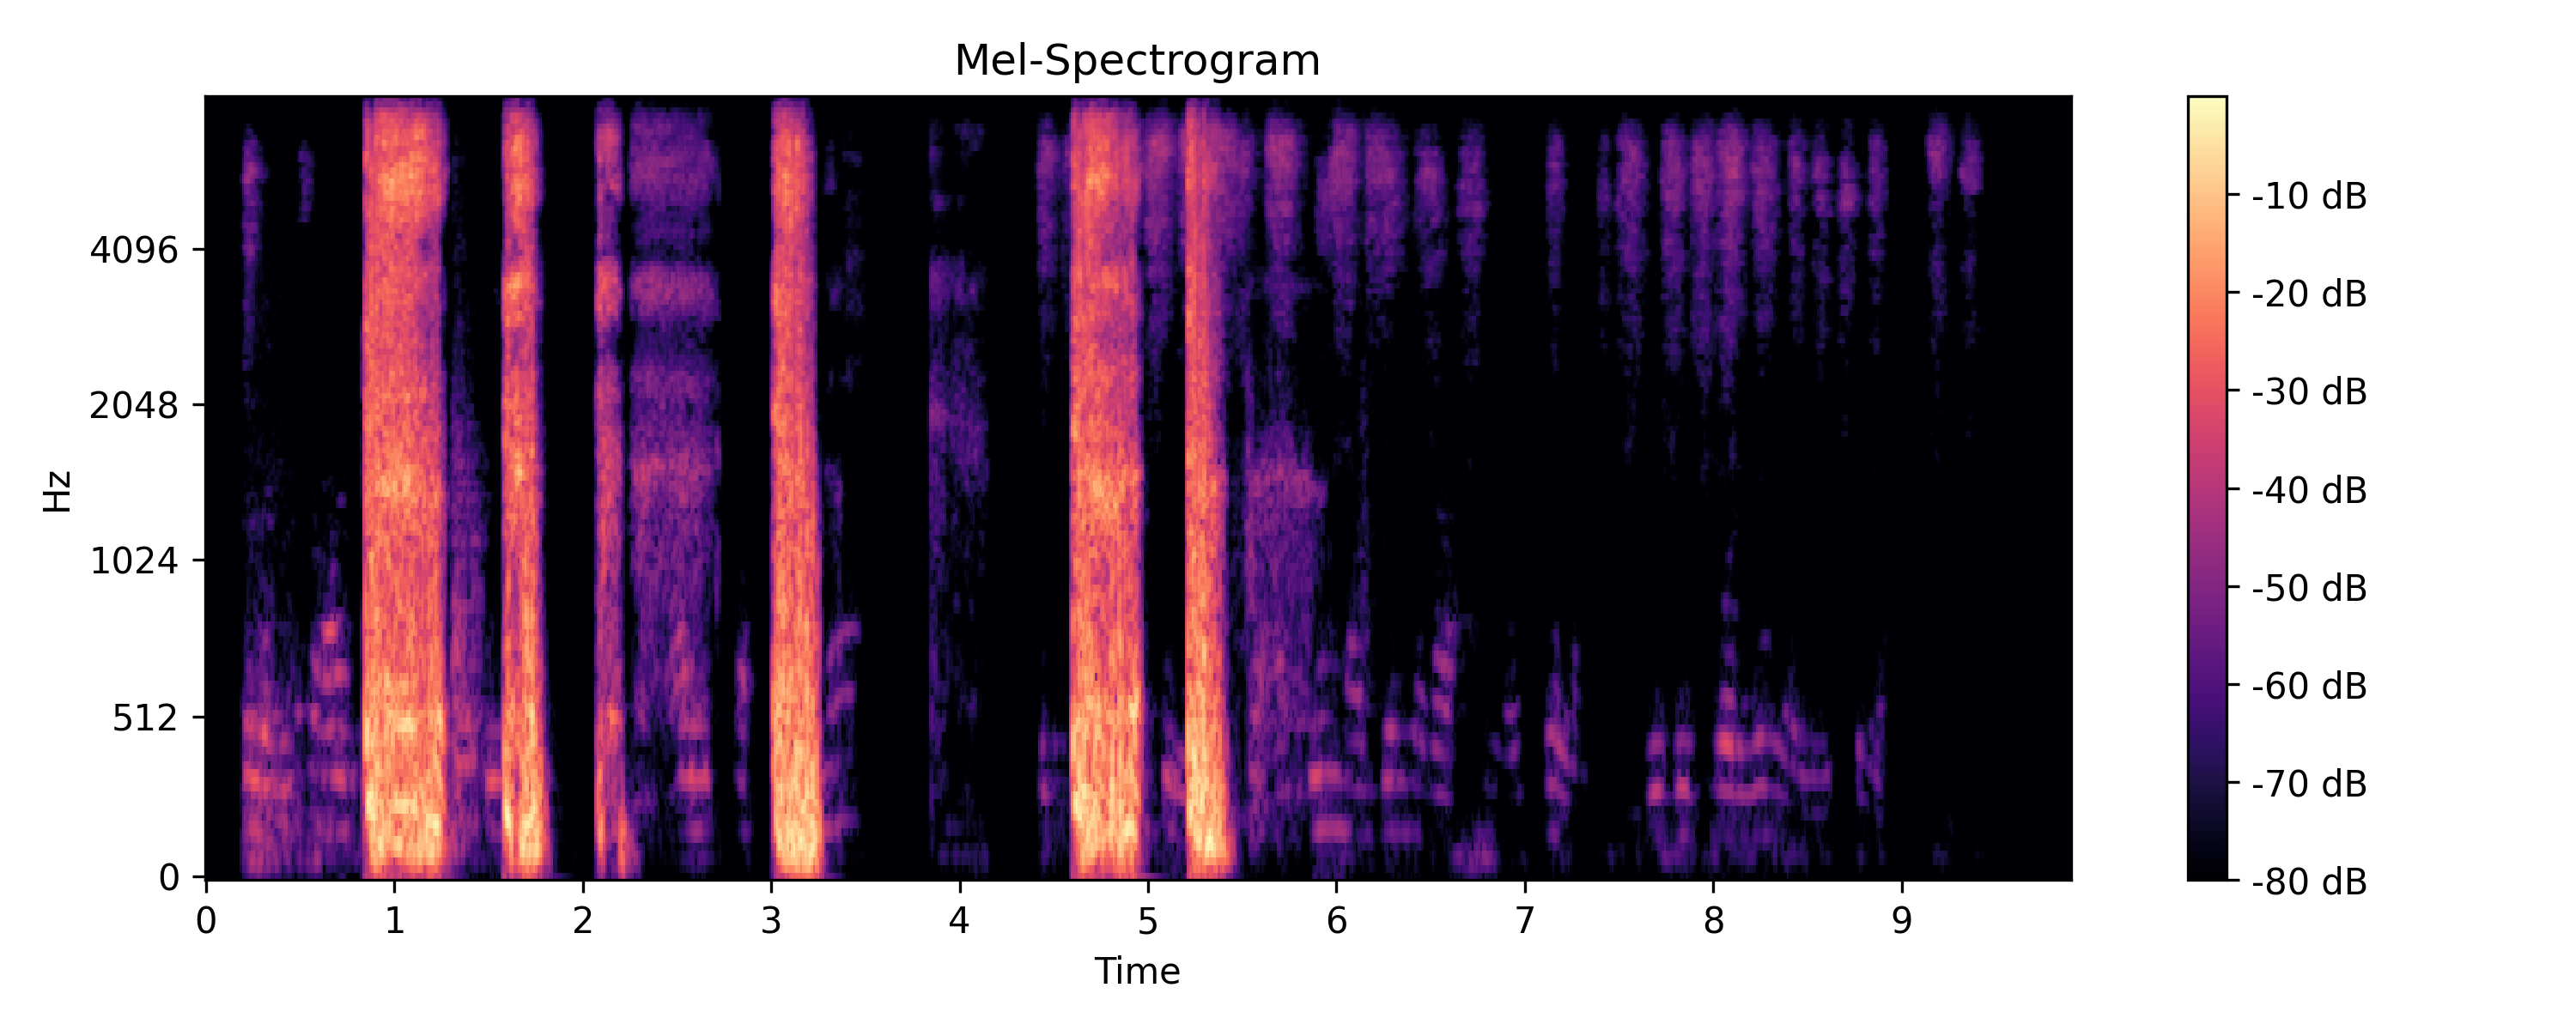 Mel-Spectrogram
Hz
4096
2048
1024
512
0
0 1 2 3 4 5 6 7 8 9
Time
-10 dB
-20 dB
-30 dB
-40 dB
-50 dB
-60 dB
-70 dB
-80 dB